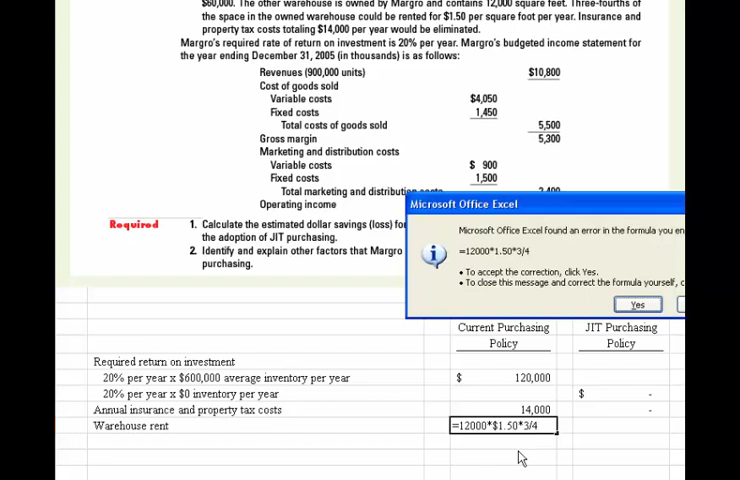 $60,000. The other warehouse is owned by Margro and contains 12,000 square feet. Three-fourths of
the space in the owned warehouse could be rented for $1.50 per square foot per year. Insurance and
property tax costs totaling $14,000 per year would be eliminated.
Margro's required rate of return on investment is 20% per year. Margro's budgeted income statement for
the year ending December 31, 2005 (in thousands) is as follows:
Revenues (900,000 units) $10,800
Cost of goods sold
Variable costs $4,050
Fixed costs 1,450
Total costs of goods sold 5,500
Gross margin 5,300
Marketing and distribution costs
Variable costs $ 900
Fixed costs 1,500
Total marketing and distribution costs 2,400
Operating income
Microsoft Office Excel
Microsoft Office Excel found an error in the formula you en
=12000*1.50*3/4
• To accept the correction, click Yes.
• To close this message and correct the formula yourself, c
Yes
Required 1. Calculate the estimated dollar savings (loss) for
the adoption of JIT purchasing.
2. Identify and explain other factors that Margro
purchasing.
Current Purchasing JIT Purchasing
Policy Policy
Required return on investment
20% per year x $600,000 average inventory per year $ 120,000
20% per year x $0 inventory per year $ -
Annual insurance and property tax costs 14,000 -
Warehouse rent =12000*$1.50*3/4